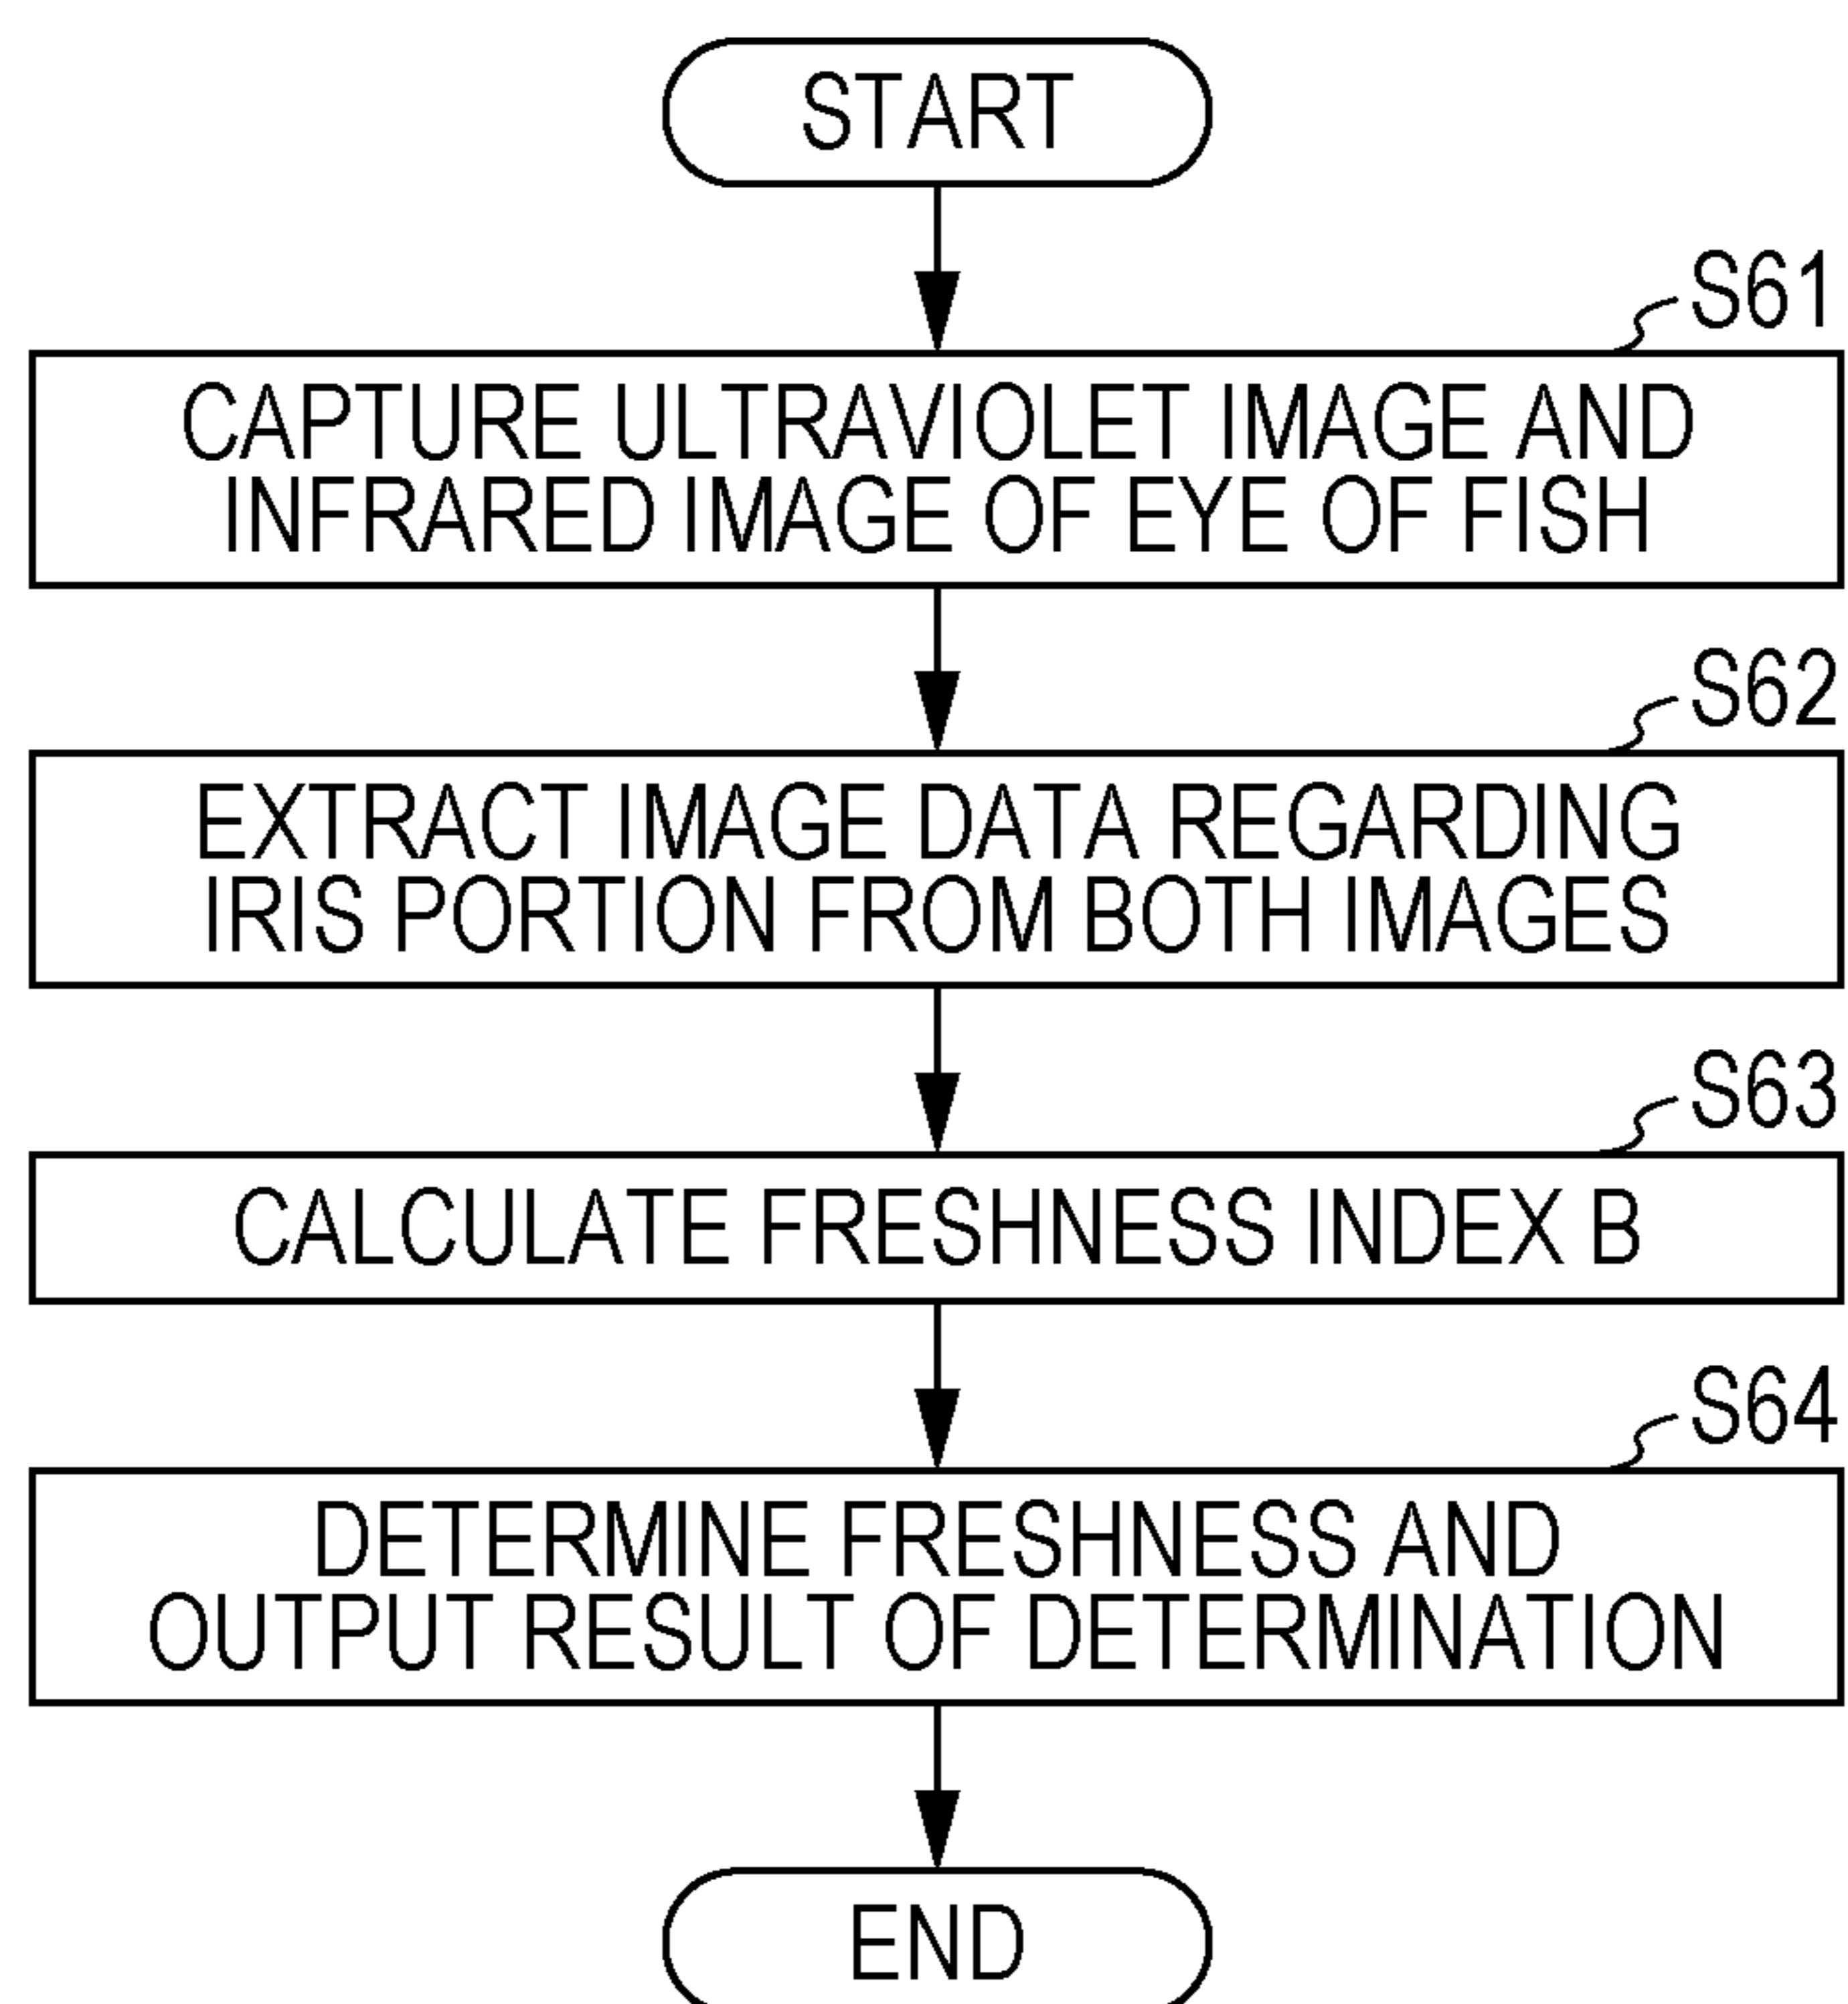 START
S61
CAPTURE ULTRAVIOLET IMAGE AND
INFRARED IMAGE OF EYE OF FISH
S62
EXTRACT IMAGE DATA REGARDING
IRIS PORTION FROM BOTH IMAGES
S63
CALCULATE FRESHNESS INDEX B
S64
DETERMINE FRESHNESS AND
OUTPUT RESULT OF DETERMINATION
END